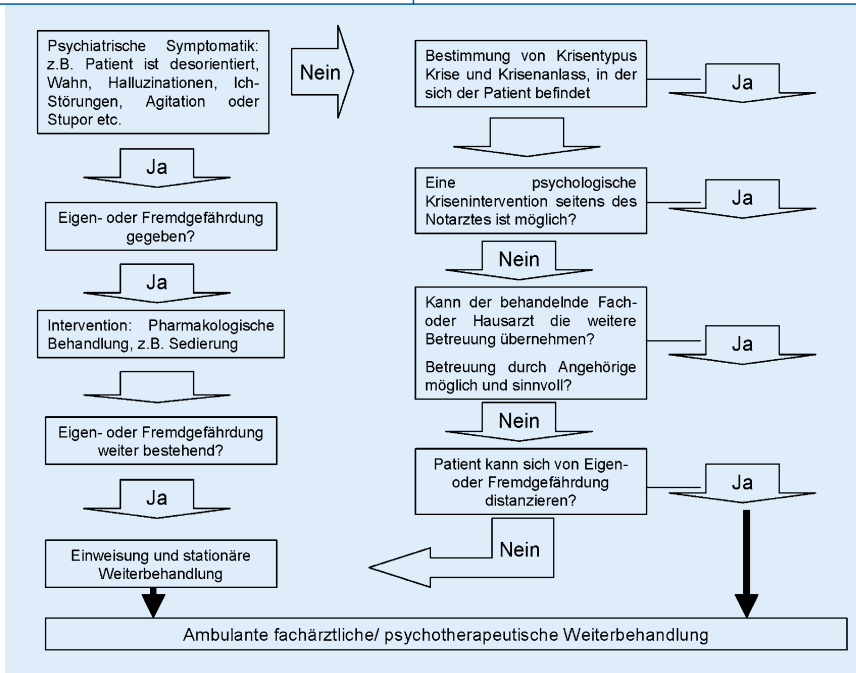 Psychiatrische Symptomatik:
z.B. Patient ist desorientiert,
Wahn, Halluzinationen, Ich-
Störungen, Agitation oder
Stupor etc.
Nein
Bestimmung von Krisentypus
Krise und Krisenanlass, in der
sich der Patient befindet
Ja
Ja
Eigen- oder Fremdgefährdung
gegeben?
Eine psychologische
Krisenintervention seitens des
Notarztes ist möglich?
Ja
Ja
Nein
Intervention: Pharmakologische
Behandlung, z.B. Sedierung
Kann der behandelnde Fach-
oder Hausarzt die weitere
Betreuung übernehmen?
Betreuung durch Angehörige
möglich und sinnvoll?
Ja
Nein
Eigen- oder Fremdgefährdung
weiter bestehend?
Patient kann sich von Eigen-
oder Fremdgefährdung
distanzieren?
Ja
Ja
Nein
Einweisung und stationäre
Weiterbehandlung
Ambulante fachärztliche/ psychotherapeutische Weiterbehandlung